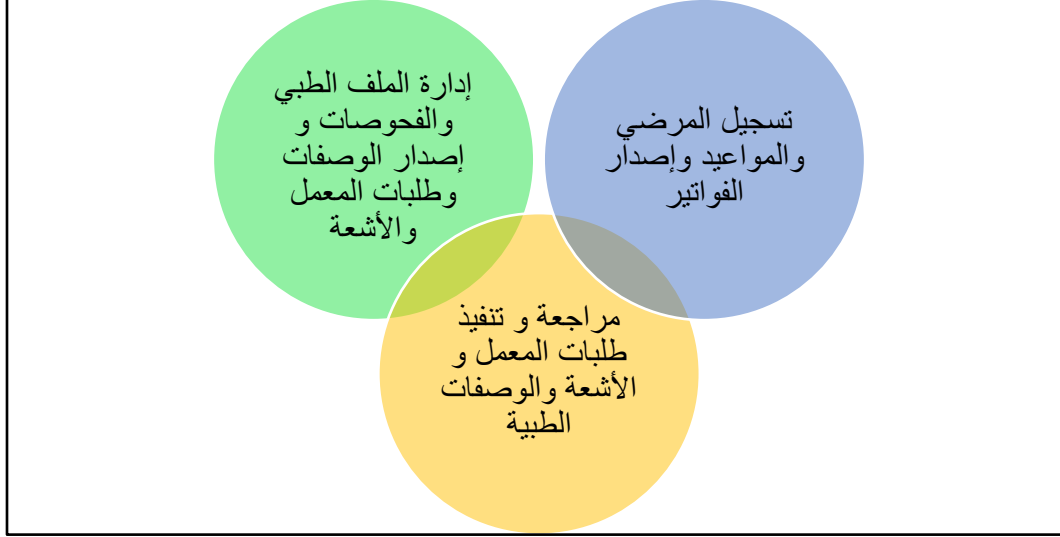 تسجيل المرضي
والمواعيد وإصدار
الفواتير
إدارة الملف الطبي
والفحوصات و
إصدار الوصفات
وطلبات المعمل
والأشعة
مراجعة و تنفيذ
طلبات المعمل و
الأشعة والوصفات
الطبية